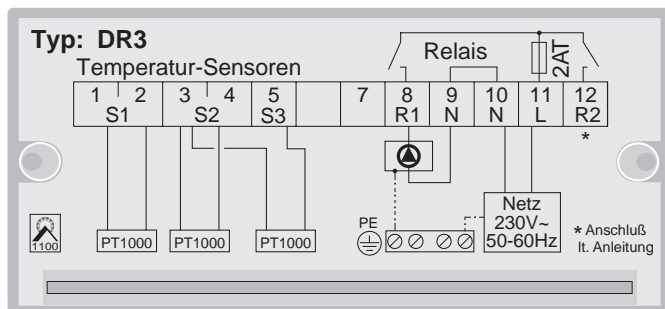 Typ: DR3
Temperatur-Sensoren
Relais
2AT
1 2 3 4 5 7 8 9 10 11 12
S1 S2 S3 R1 N N L R2
*
PE
Netz
230V~
50-60Hz
* Anschluß
lt. Anleitung
1100
PT1000 PT1000 PT1000